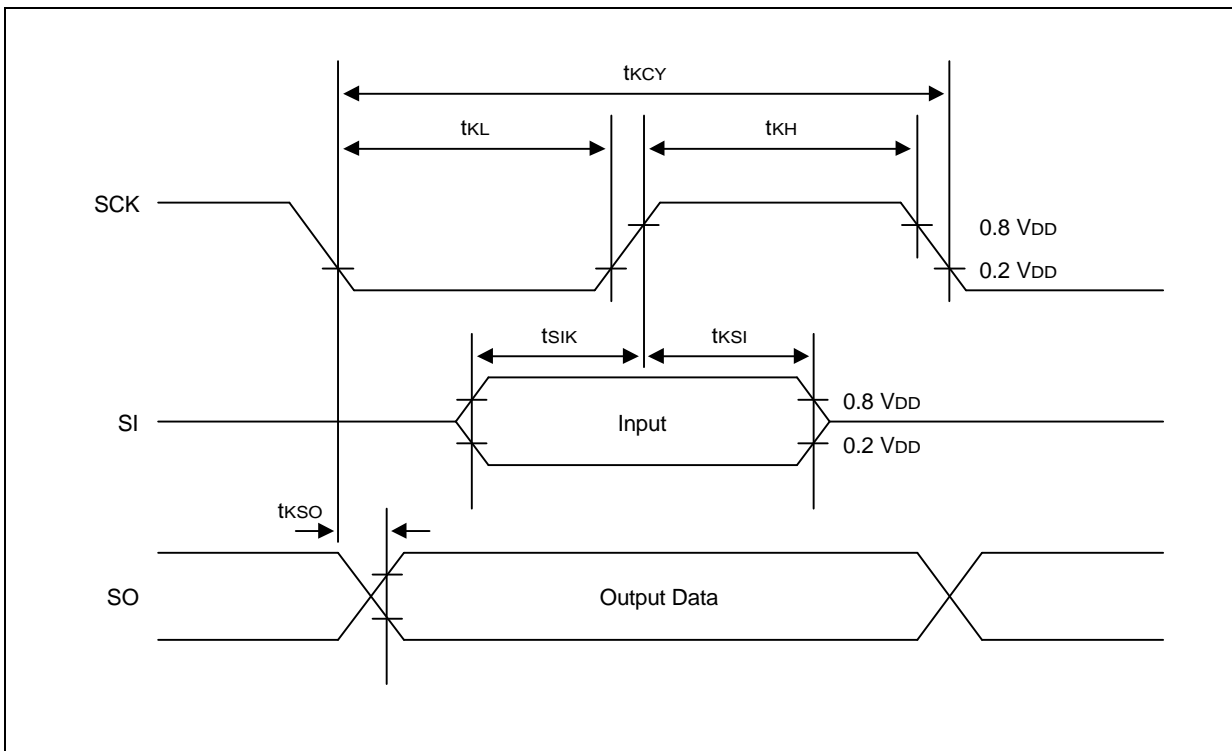 tKCY
tKL
tKH
SCK
0.8 VDD
0.2 VDD
tSIK
tKSI
SI
Input
0.8 VDD
0.2 VDD
tKSO
SO
Output Data